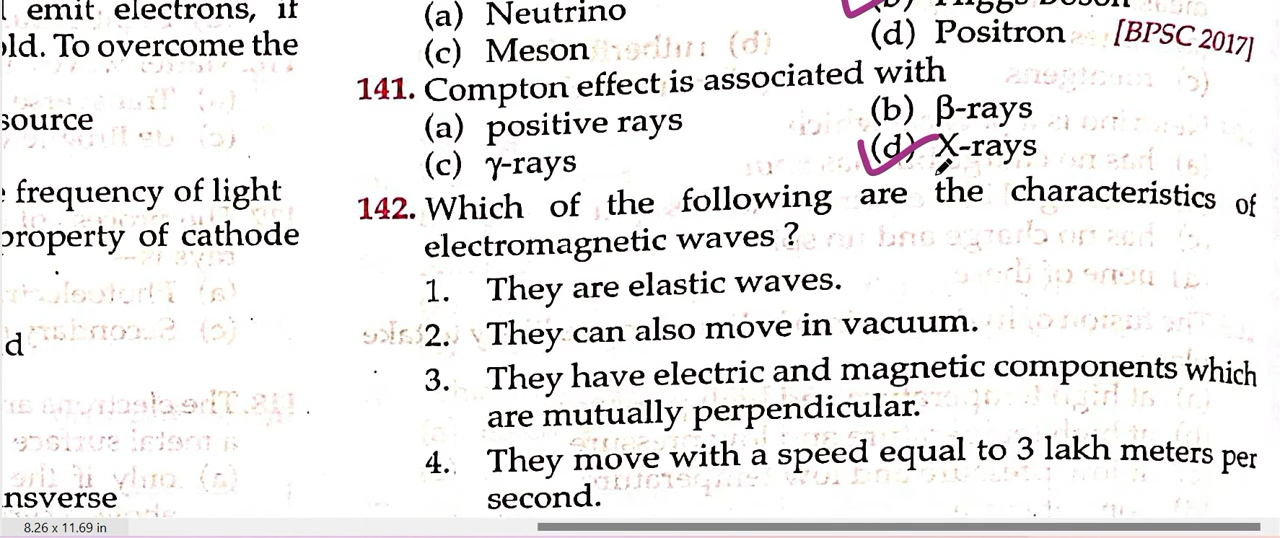 emit electrons, if
old. To overcome the
source
frequency of light
property of cathode
d
nsverse
(a) Neutrino
(c) Meson
(d) Positron [BPSC 2017]
141. Compton effect is associated with
(a) positive rays
(b) β-rays
(c) γ-rays
(d) X-rays
142. Which of the following are the characteristics of
electromagnetic waves ?
1. They are elastic waves.
2. They can also move in vacuum.
3. They have electric and magnetic components which
are mutually perpendicular.
4. They move with a speed equal to 3 lakh meters per
second.
8.26 x 11.69 in